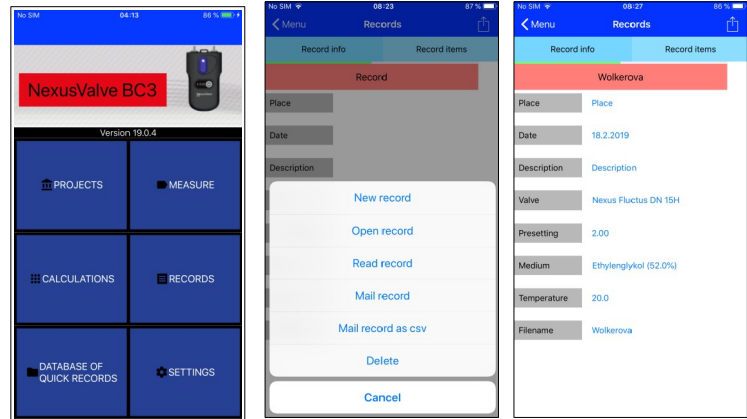 No SIM 04:13 86 %
NexusValve BC3
Version 19.0.4
PROJECTS
MEASURE
CALCULATIONS
RECORDS
DATABASE OF
QUICK RECORDS
SETTINGS
No SIM 08:23 87 %
Menu Records
Record info Record items
Record
Place
Date
Description
New record
Open record
Read record
Mail record
Mail record as csv
Delete
Cancel
No SIM 08:27 86 %
Menu Records
Record info Record items
Wolkerova
Place Place
Date 18.2.2019
Description Description
Valve Nexus Fluctus DN 15H
Presetting 2.00
Medium Ethylenglykol (52.0%)
Temperature 20.0
Filename Wolkerova